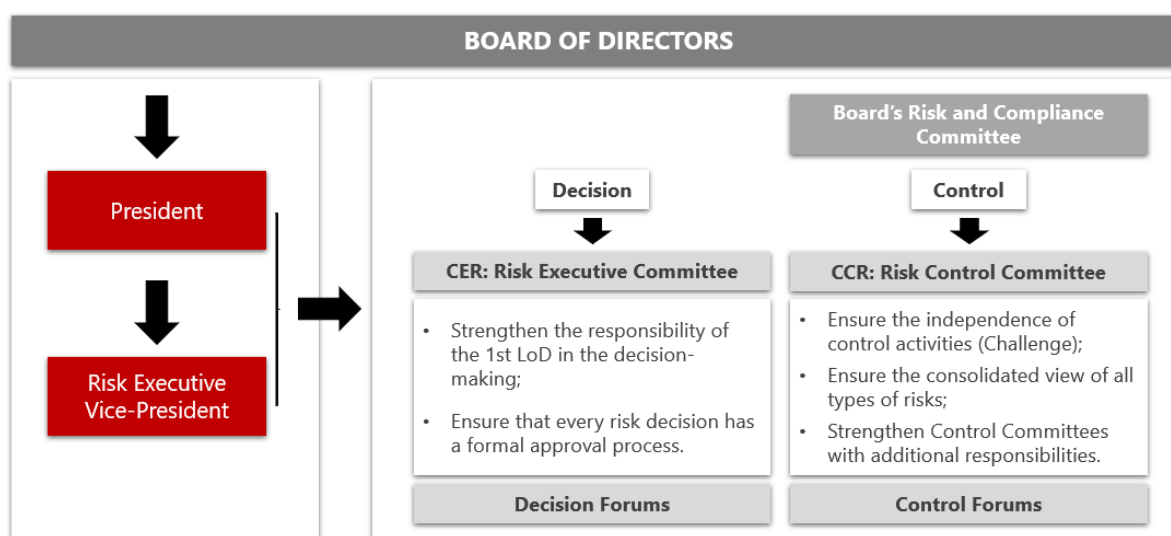 BOARD OF DIRECTORS
President
Risk Executive
Vice-President
Board's Risk and Compliance
Committee
Decision
Control
CER: Risk Executive Committee
• Strengthen the responsibility of
the 1st LoD in the decision-
making;
• Ensure that every risk decision has
a formal approval process.
Decision Forums
CCR: Risk Control Committee
• Ensure the independence of
control activities (Challenge);
• Ensure the consolidated view of all
types of risks;
• Strengthen Control Committees
with additional responsibilities.
Control Forums